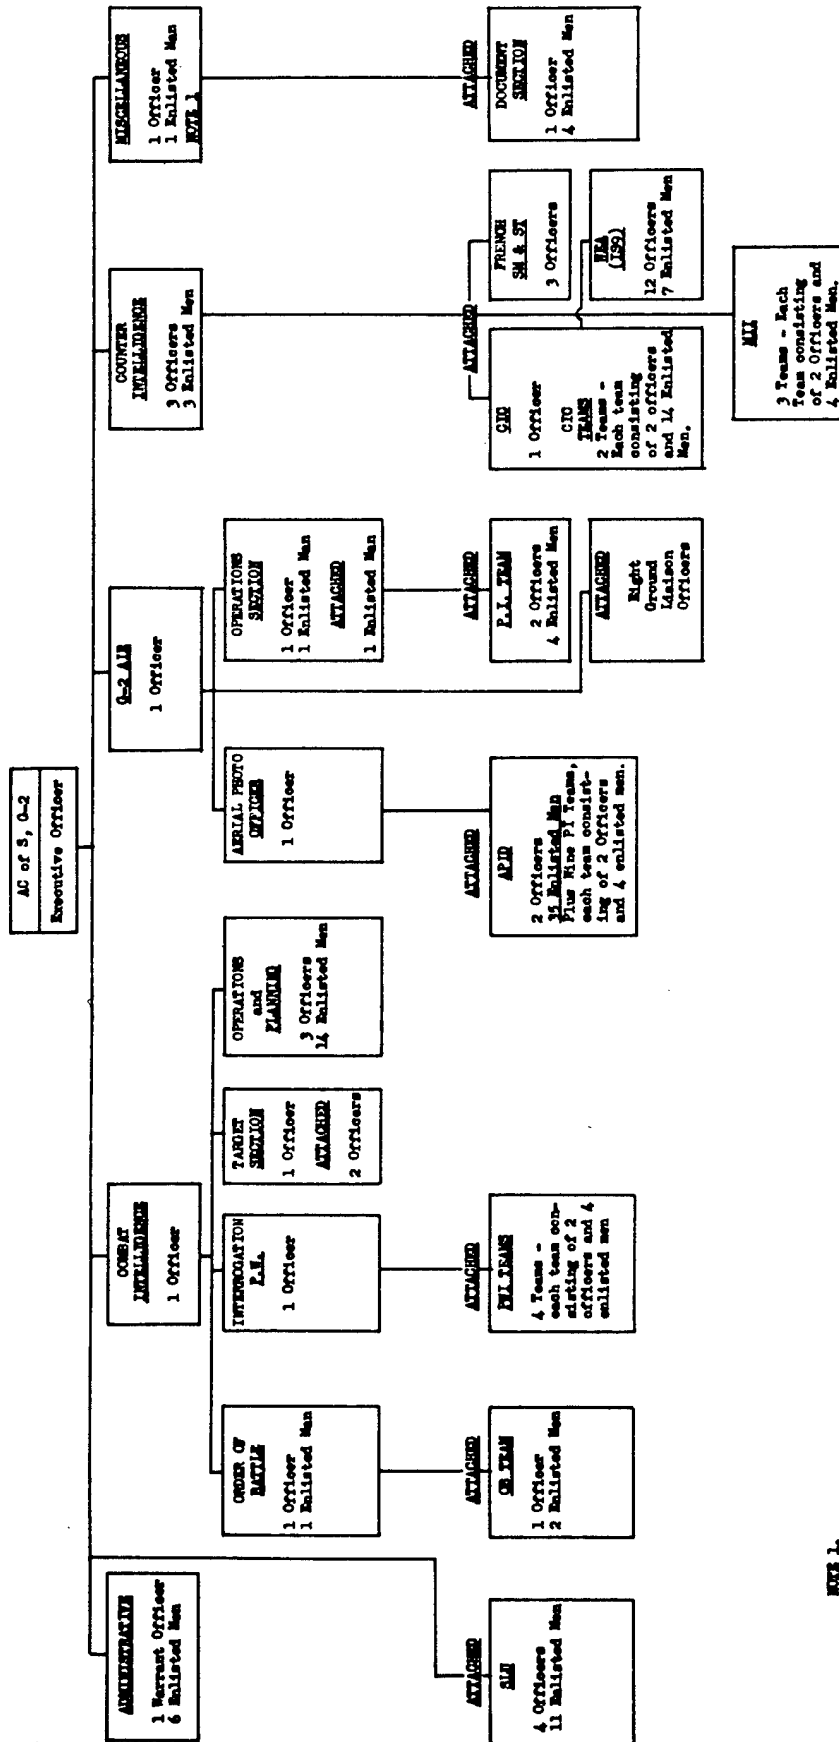 AC of S, G-2
Executive Officer
ADMINISTRATIVE
1 Warrant Officer
6 Enlisted Men
COMBAT
INTELLIGENCE
1 Officer
G-2 AIR
1 Officer
COUNTER
INTELLIGENCE
3 Officers
3 Enlisted Men
MISCELLANEOUS
1 Officer
1 Enlisted Man
NOTE 1
ORDER OF
BATTLE
1 Officer
1 Enlisted Man
INTERROGATION
P.W.
1 Officer
TARGET
SECTION
1 Officer
ATTACHED
2 Officers
OPERATIONS
and
PLANNING
3 Officers
14 Enlisted Men
AERIAL PHOTO
OFFICER
1 Officer
OPERATIONS
SECTION
1 Officer
1 Enlisted Man
ATTACHED
1 Enlisted Man
ATTACHED
SLU
4 Officers
11 Enlisted Men
ATTACHED
OB TEAM
1 Officer
2 Enlisted Men
ATTACHED
PWI TEAMS
4 Teams -
each team con-
sisting of 2
officers and 4
enlisted men
ATTACHED
APID
2 Officers
35 Enlisted Men
Plus Nine PI Teams,
each team consist-
ing of 2 Officers
and 4 enlisted men.
ATTACHED
P.I. TEAM
2 Officers
4 Enlisted Men
ATTACHED
Eight
Ground
Liaison
Officers
ATTACHED
CIC
1 Officer
CIC
TEAMS
2 Teams -
Each team
consisting
of 2 officers
and 14 Enlisted
Men.
FRENCH
SM & ST
3 Officers
(IS9)
12 Officers
7 Enlisted Men
MII
3 Teams - Each
Team consisting
of 2 Officers and
4 Enlisted Men.
ATTACHED
DOCUMENT
SECTION
1 Officer
4 Enlisted Men
NOTE 1.